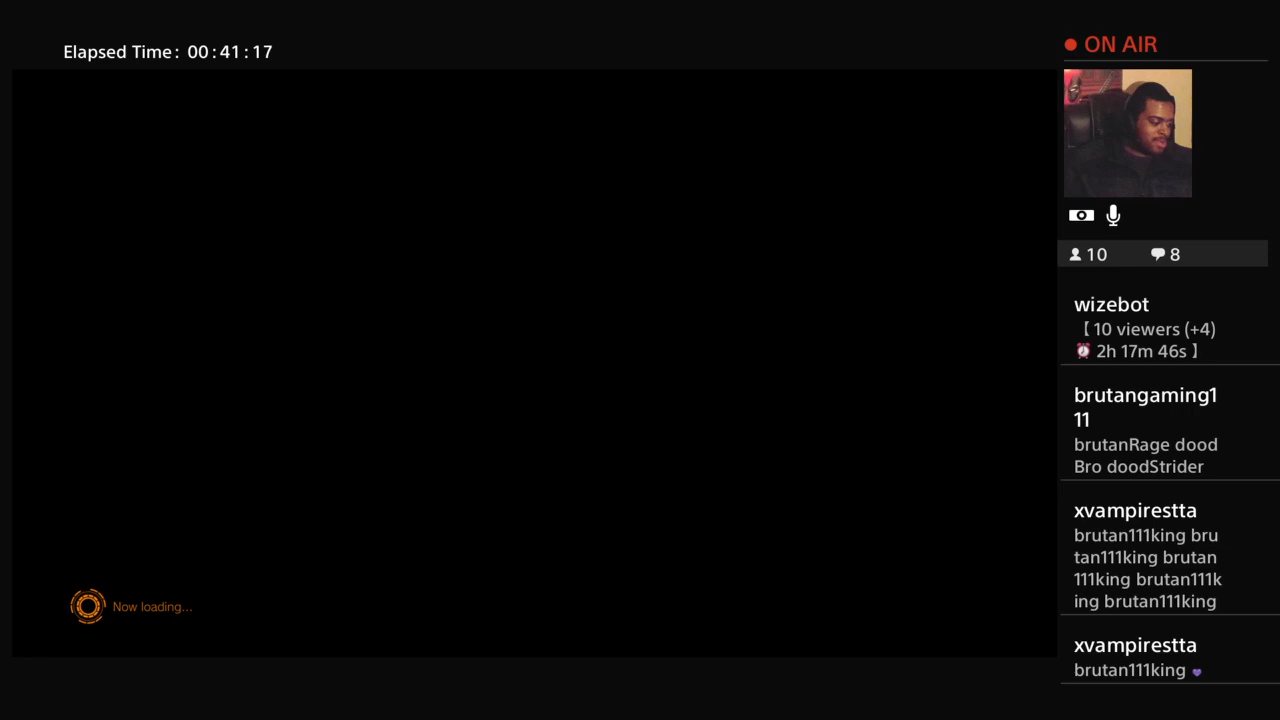 Elapsed Time: 00:41:17
ON AIR
10
8
wizebot
【 10 viewers (+4)
⏰ 2h 17m 46s 】
brutangaming1
11
brutanRage dood
Bro doodStrider
xvampirestta
brutan111king bru
tan111king brutan
111king brutan111k
ing brutan111king
xvampirestta
brutan111king 💜
Now loading...